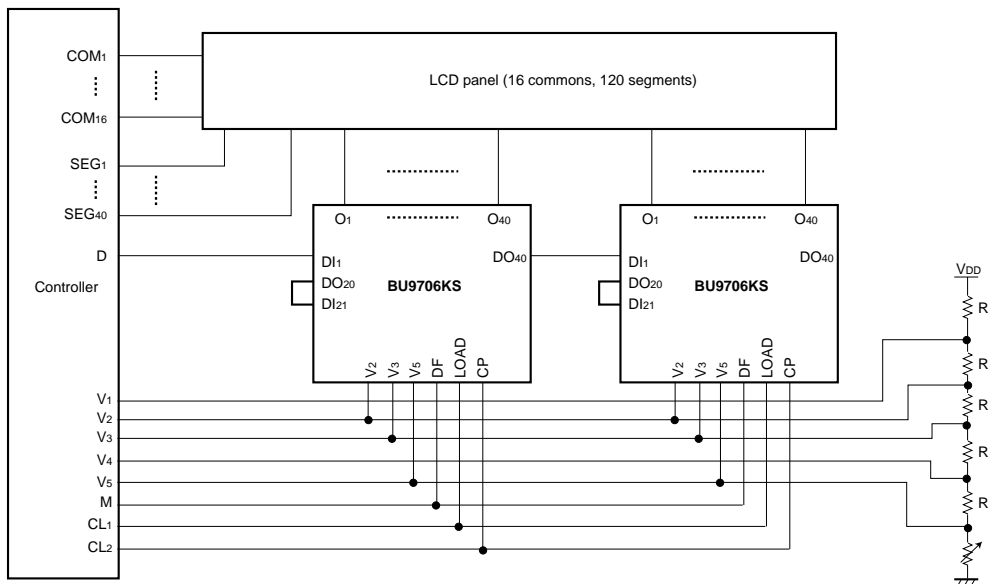 COM1
COM16
SEG1
SEG40
D
Controller
V1
V2
V3
V4
V5
M
CL1
CL2
LCD panel (16 commons, 120 segments)
O1
O40
DI1
DO20
DI21
DO40
BU9706KS
V2
V3
V5
DF
LOAD
CP
O1
O40
DI1
DO20
DI21
DO40
BU9706KS
V2
V3
V5
DF
LOAD
CP
VDD
R
R
R
R
R